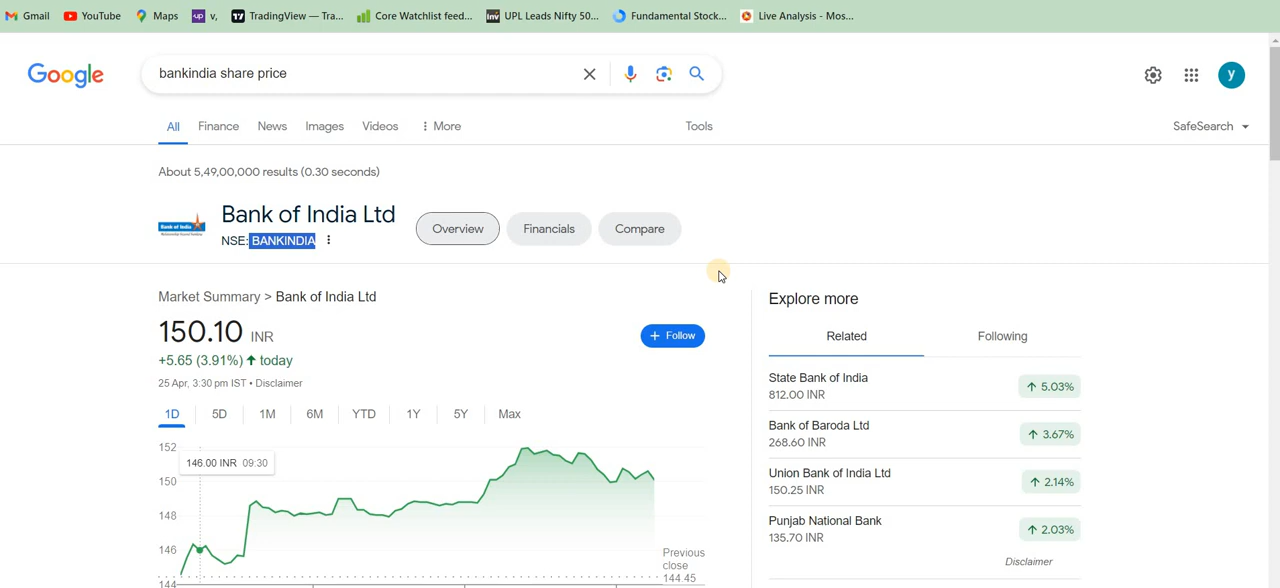 Gmail YouTube Maps up v, TradingView — Tra... Core Watchlist feed... inv UPL Leads Nifty 50... Fundamental Stock... Live Analysis - Mos...
Google bankindia share price y
All Finance News Images Videos More Tools SafeSearch
About 5,49,00,000 results (0.30 seconds)
Bank of India Ltd
NSE: BANKINDIA
Overview Financials Compare
Market Summary > Bank of India Ltd
150.10 INR
+ Follow
+5.65 (3.91%) ↑ today
25 Apr, 3:30 pm IST • Disclaimer
1D 5D 1M 6M YTD 1Y 5Y Max
152
146.00 INR 09:30
150
148
146
144
Previous
close
144.45
Explore more
Related Following
State Bank of India
812.00 INR
↑ 5.03%
Bank of Baroda Ltd
268.60 INR
↑ 3.67%
Union Bank of India Ltd
150.25 INR
↑ 2.14%
Punjab National Bank
135.70 INR
↑ 2.03%
Disclaimer